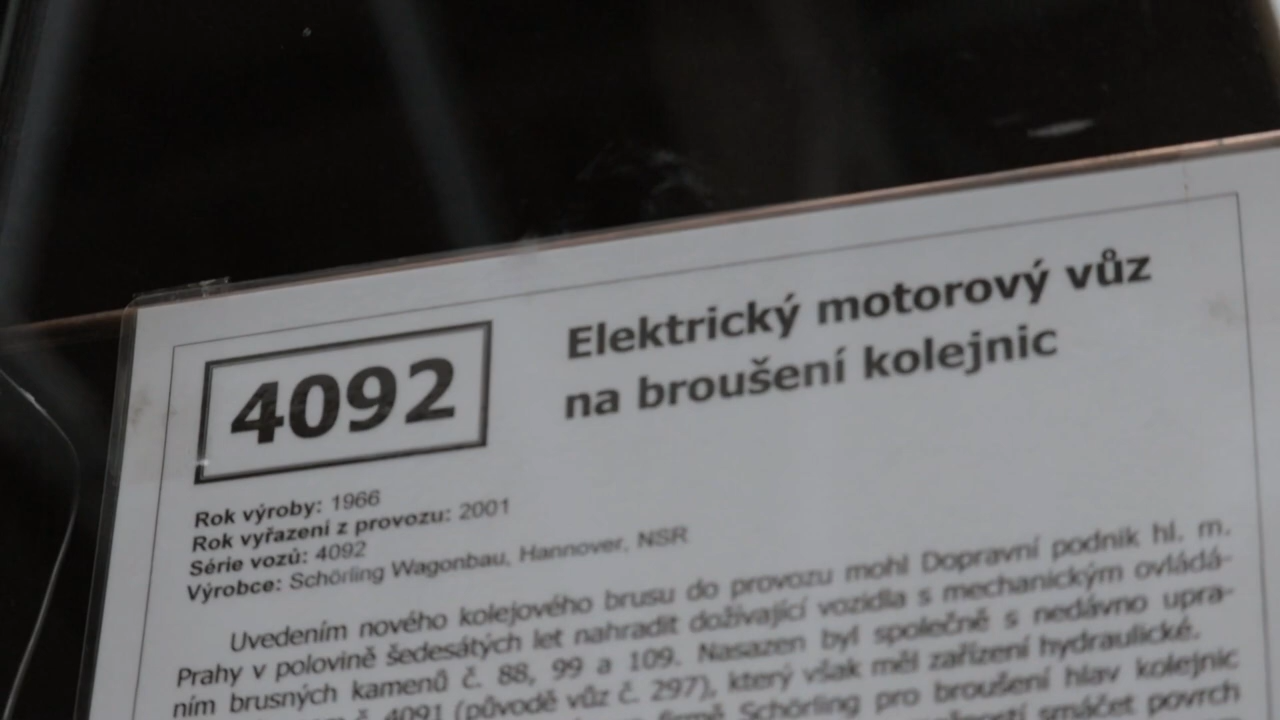 4092
Elektrický motorový vůz
na broušení kolejnic
Rok výroby: 1966
Rok vyřazení z provozu: 2001
Série vozů: 4092
Výrobce: Schörling Wagonbau, Hannover, NSR
Uvedením nového kolejového brusu do provozu mohl Dopravní podnik hl. m.
Prahy v polovině šedesátých let nahradit dožívající vozidla s mechanickým ovládá-
ním brusných kamenů č. 88, 99 a 109. Nasazen byl společně s nedávno upra-
č. 4091 (původě vůz č. 297), který však měl zařízení hydraulické.
firmě Schörling pro broušení hlav kolejnic
smáčet povrch